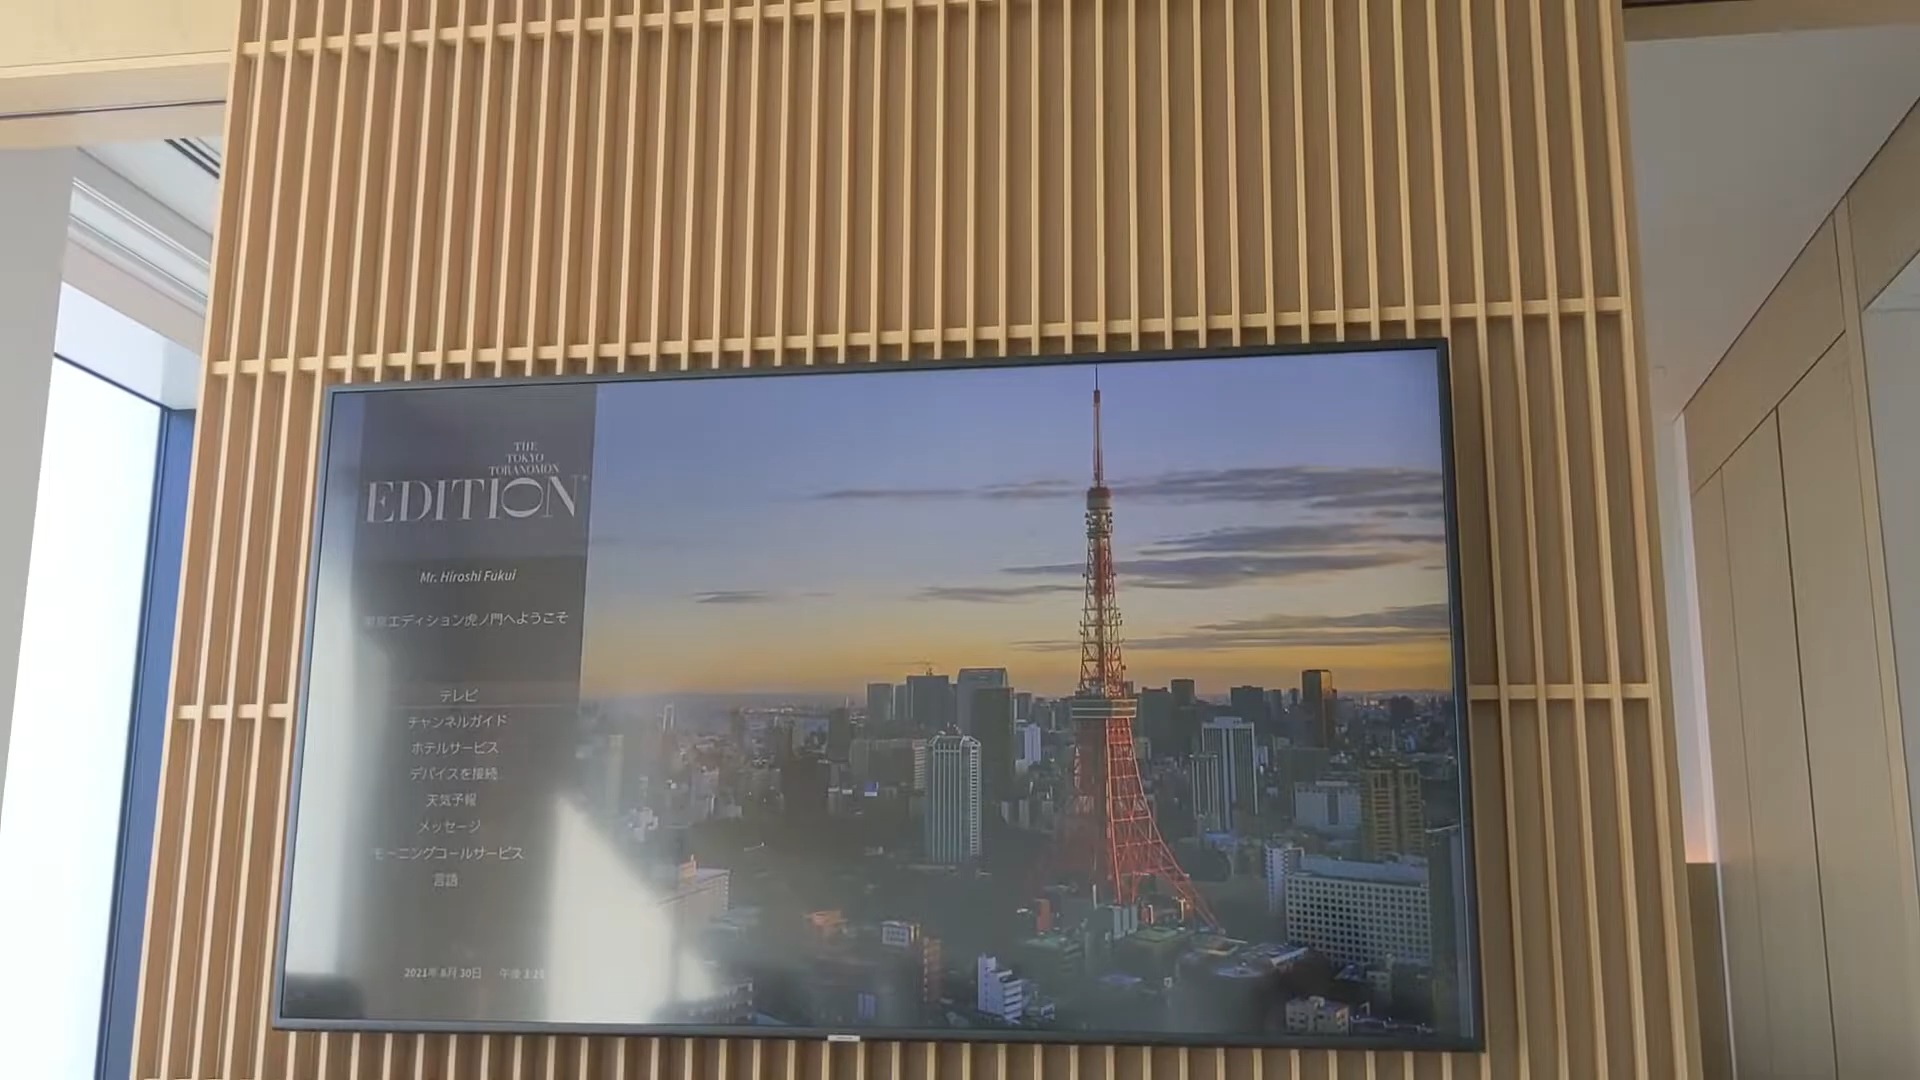 THE
TOKYO
TORANOMON
EDITION
Mr. Hiroshi Fukui
東京エディション虎ノ門へようこそ
テレビ
チャンネルガイド
ホテルサービス
デバイスを接続
天気予報
メッセージ
モーニングコールサービス
言語
2021年 8月 30日 午後